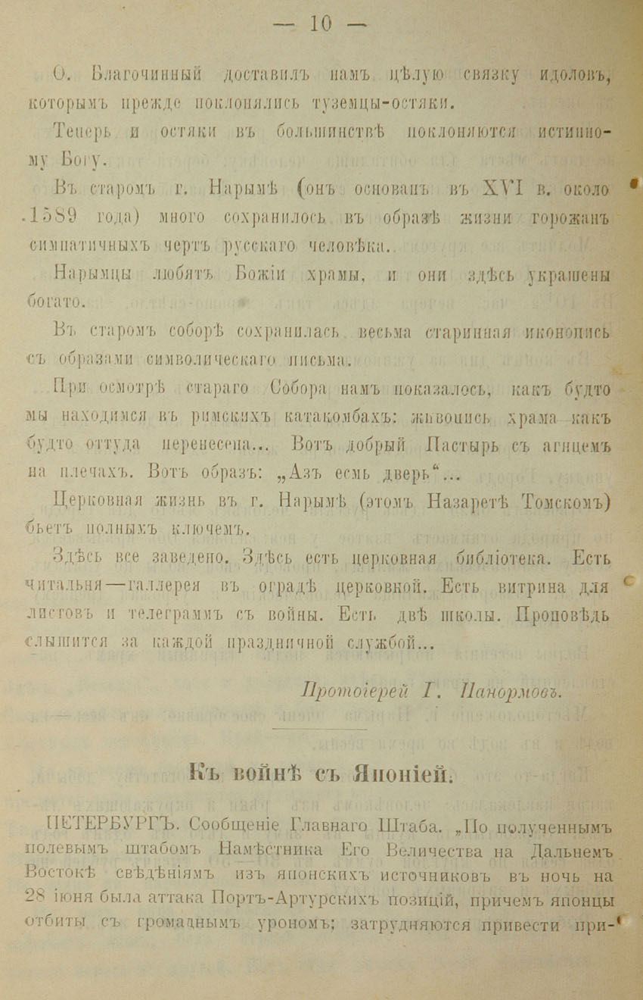 — 10 —
О. Благочинный доставилъ намъ цѣлую связку идоловъ,
которымъ прежде поклонялись туземцы-остяки.
Теперь и остяки въ большинствѣ поклоняются истинно-
му Богу.
Въ старомъ г. Нарымѣ (онъ основанъ въ XVI в. около
1589 года) много сохранилось въ образѣ жизни горожанъ
симпатичныхъ чертъ русскаго человѣка.
Нарымцы любятъ Божіи храмы, и они здѣсь украшены
богато.
Въ старомъ соборѣ сохранилась весьма старинная иконопись
съ образами символическаго письма.
При осмотрѣ стараго Собора намъ показалось, какъ будто
мы находимся въ римскихъ катакомбахъ: живопись храма какъ
будто оттуда перенесена... Вотъ добрый Пастырь съ агнцемъ
на плечахъ. Вотъ образъ: „Азъ есмь дверь“...
Церковная жизнь въ г. Нарымѣ (этомъ Назаретѣ Томскомъ)
бьетъ полныхъ ключемъ.
Здѣсь все заведено. Здѣсь есть церковная библіотека. Есть
читальня—галлерея въ оградѣ церковной. Есть витрина для
листовъ и телеграммъ съ войны. Есть двѣ школы. Проповѣдь
слышится за каждой праздничной службой...
Протоіерей І. Панормовъ.
Къ войнѣ съ Японіей.
ПЕТЕРБУРГЪ. Сообщеніе Главнаго Штаба. „По полученнымъ
полевымъ штабомъ Намѣстника Его Величества на Дальнемъ
Востокѣ свѣдѣніямъ изъ японскихъ источниковъ въ ночь на
28 іюня была аттака Портъ-Артурскихъ позицій, причемъ японцы
отбиты съ громаднымъ урономъ; затрудняются привести при-